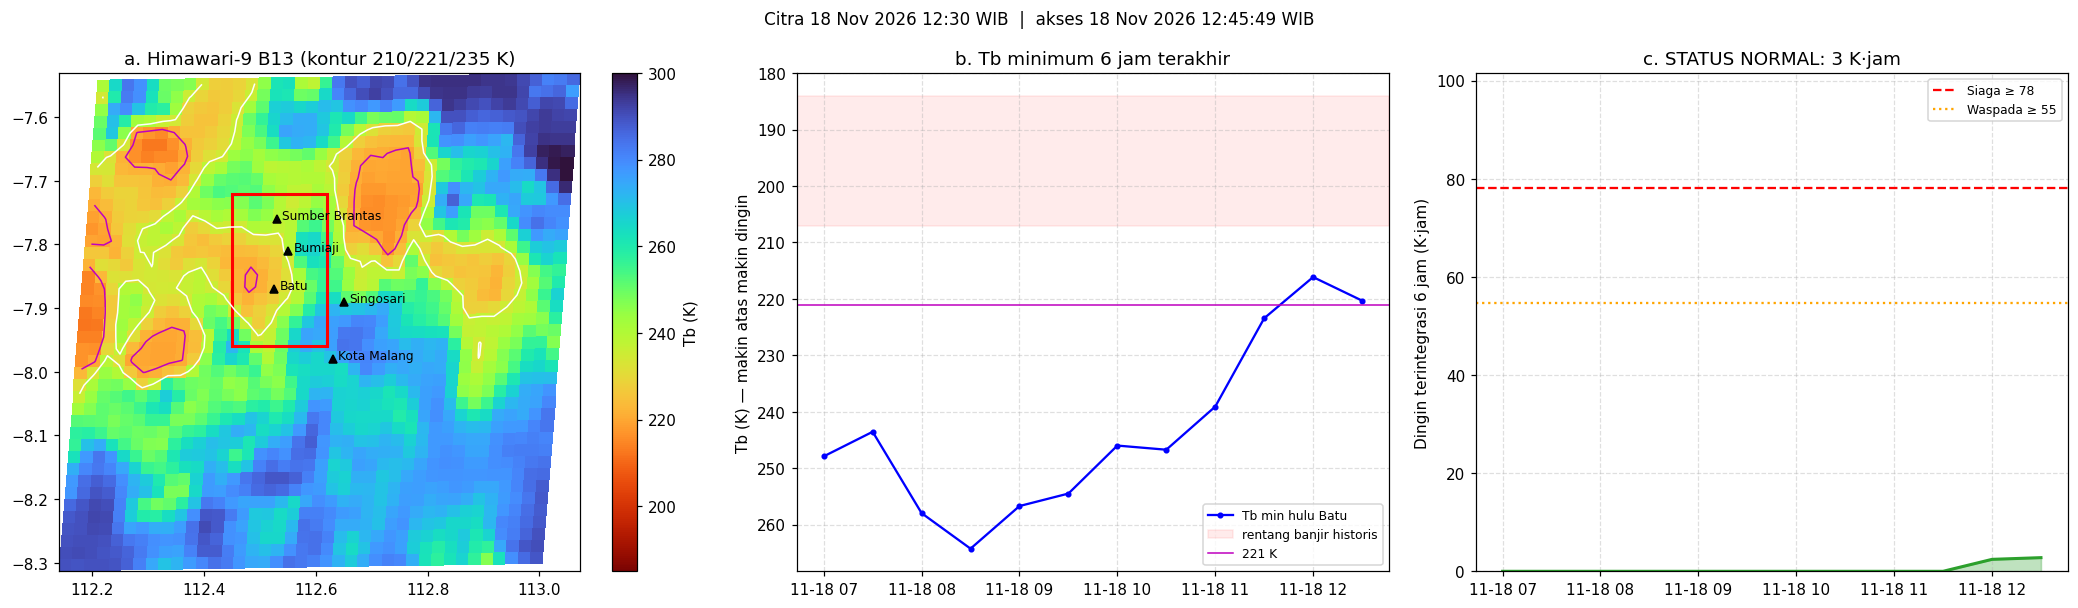 Citra 18 Nov 2026 12:30 WIB | akses 18 Nov 2026 12:45:49 WIB
a. Himawari-9 B13 (kontur 210/221/235 K)
−7.6
−7.7
−7.8
−7.9
−8.0
−8.1
−8.2
−8.3
112.2
112.4
112.6
112.8
113.0
Sumber Brantas
Bumiaji
Batu
Singosari
Kota Malang
300
280
260
240
220
200
Tb (K)
b. Tb minimum 6 jam terakhir
Tb (K) — makin atas makin dingin
180
190
200
210
220
230
240
250
260
11-18 07
11-18 08
11-18 09
11-18 10
11-18 11
11-18 12
Tb min hulu Batu
rentang banjir historis
221 K
c. STATUS NORMAL: 3 K·jam
Dingin terintegrasi 6 jam (K·jam)
100
80
60
40
20
0
11-18 07
11-18 08
11-18 09
11-18 10
11-18 11
11-18 12
Siaga ≥ 78
Waspada ≥ 55